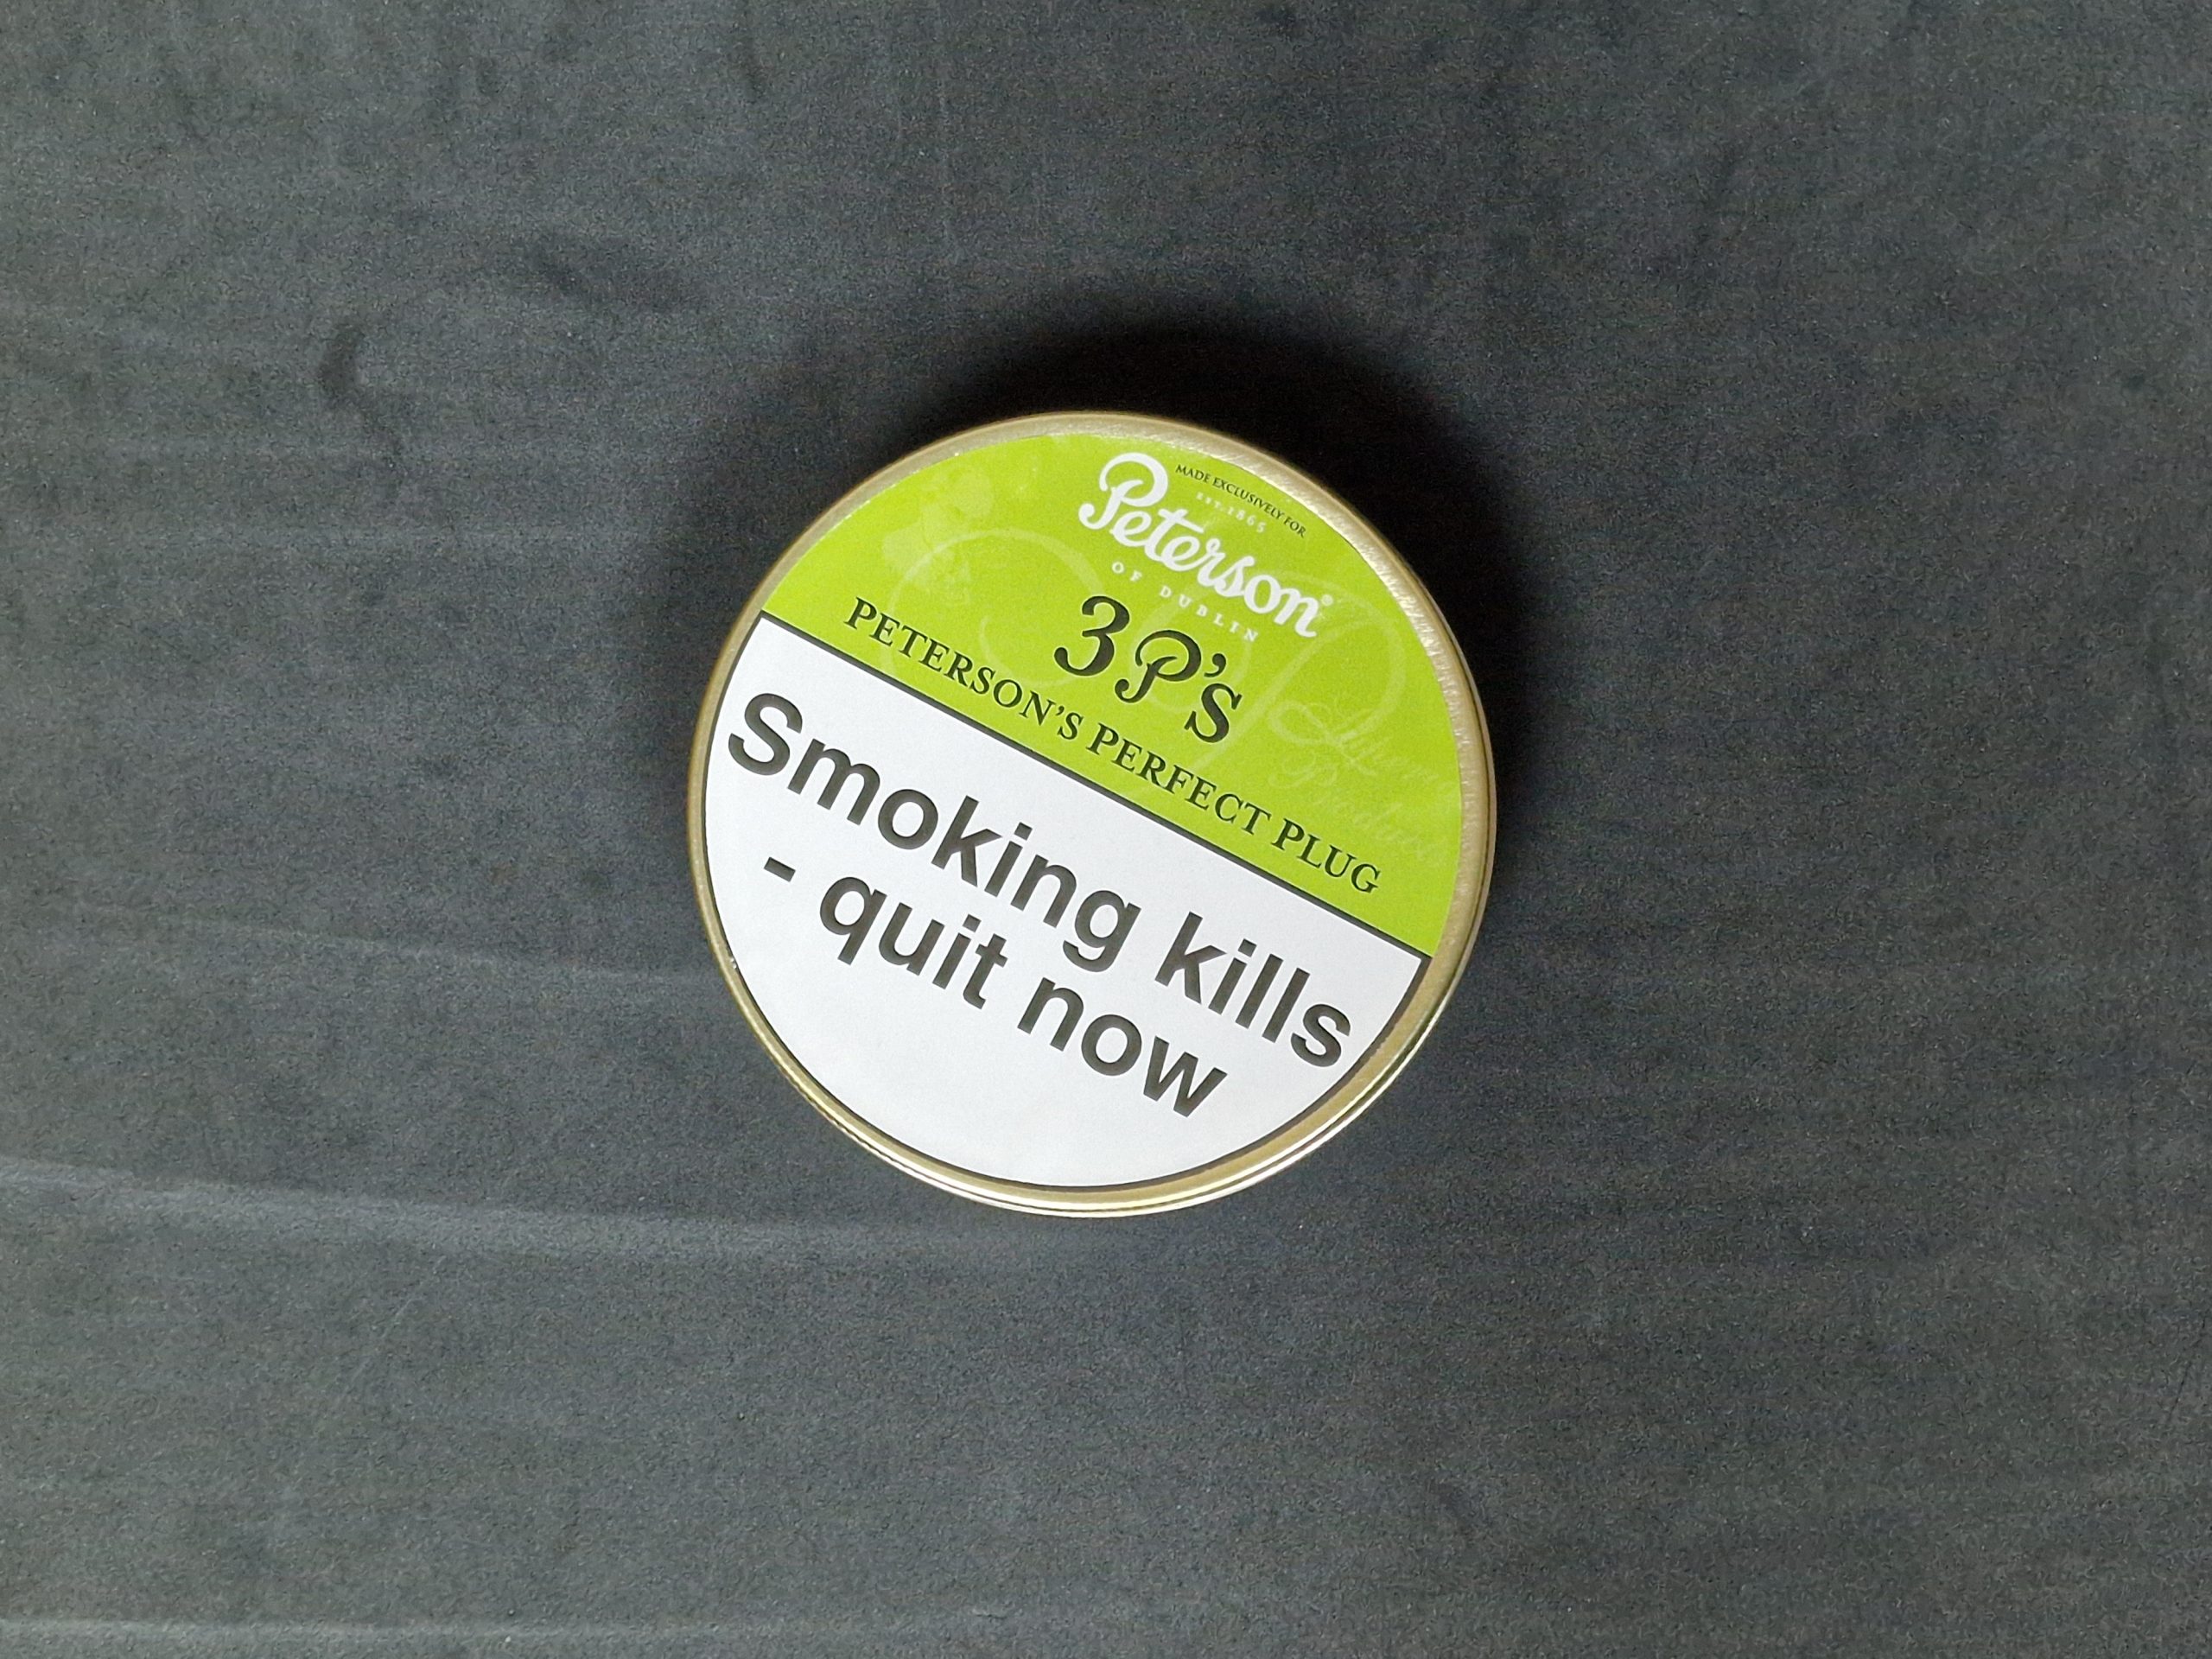 MADE EXCLUSIVELY FOR
EST. 1865
Peterson
OF DUBLIN
3P's
PETERSON'S PERFECT PLUG
Smoking kills
- quit now